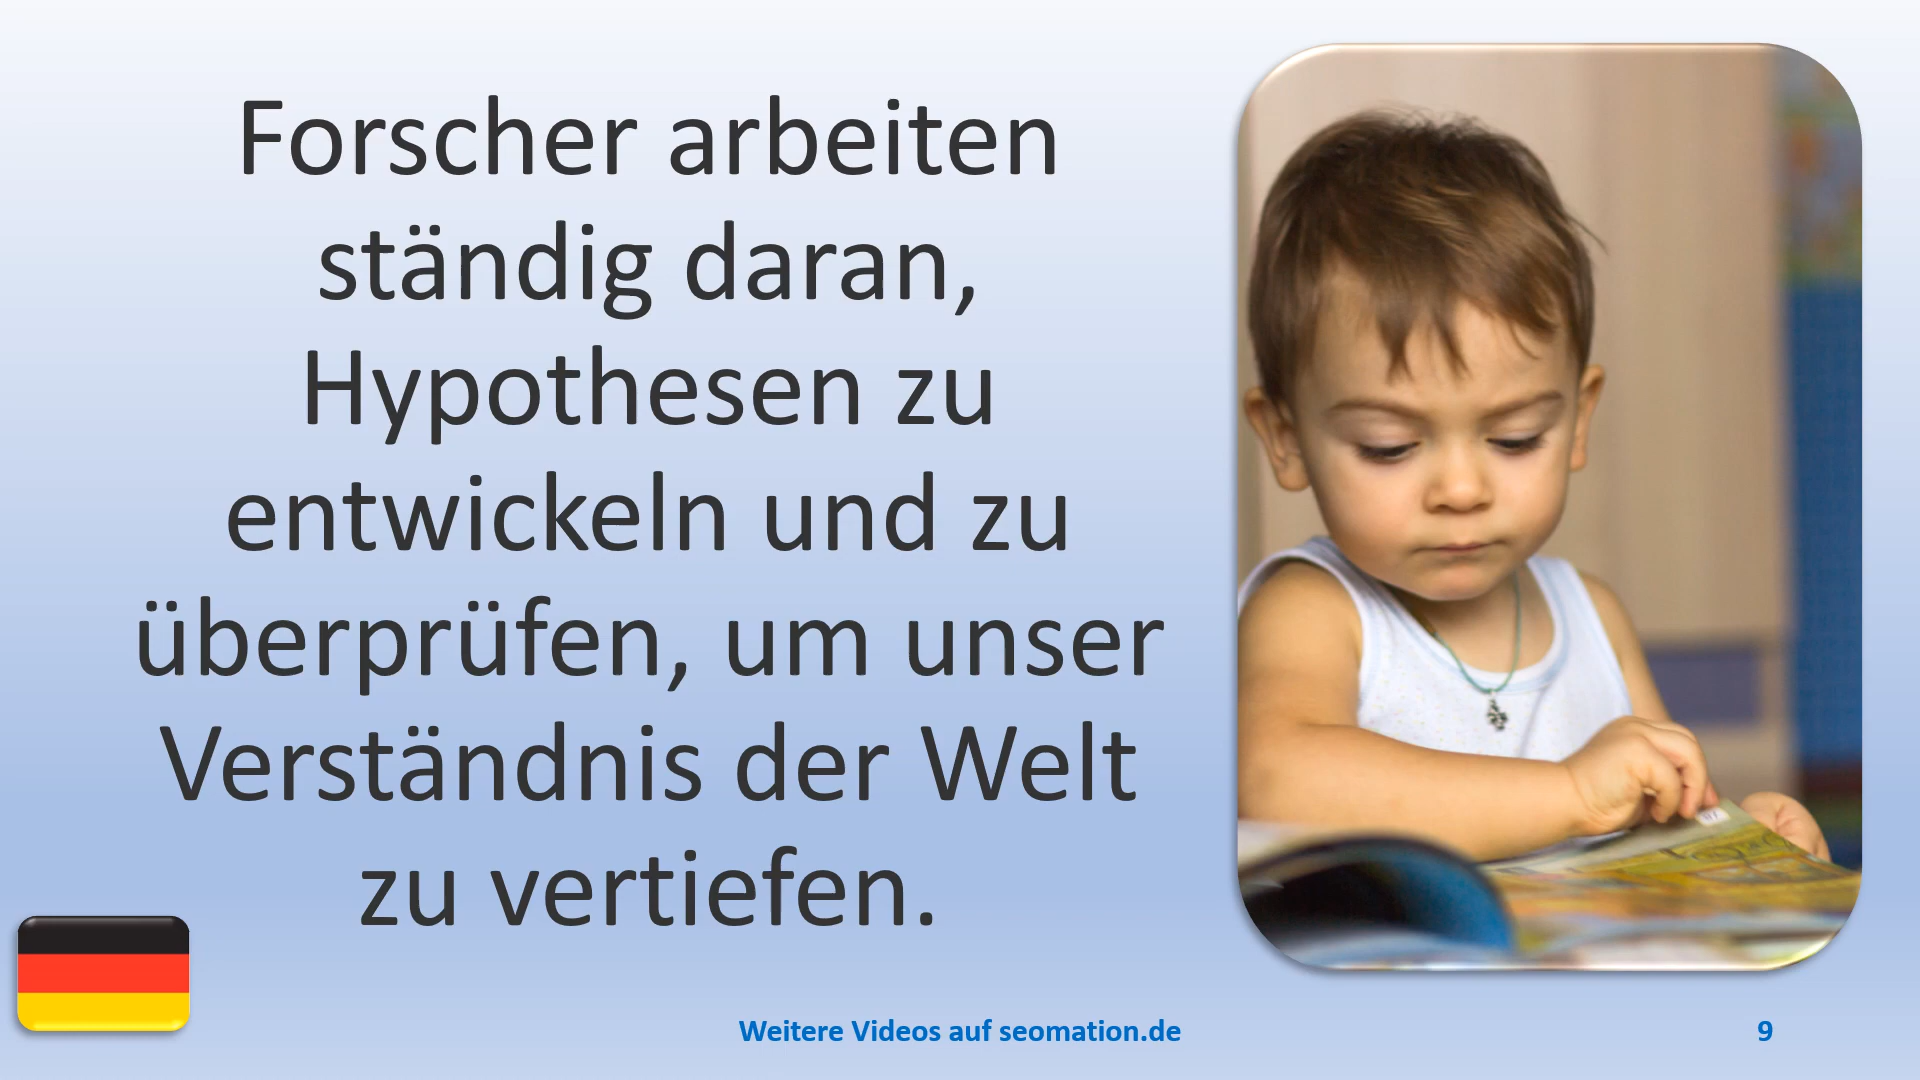 Forscher arbeiten
ständig daran,
Hypothesen zu
entwickeln und zu
überprüfen, um unser
Verständnis der Welt
zu vertiefen.
Weitere Videos auf seomation.de
9